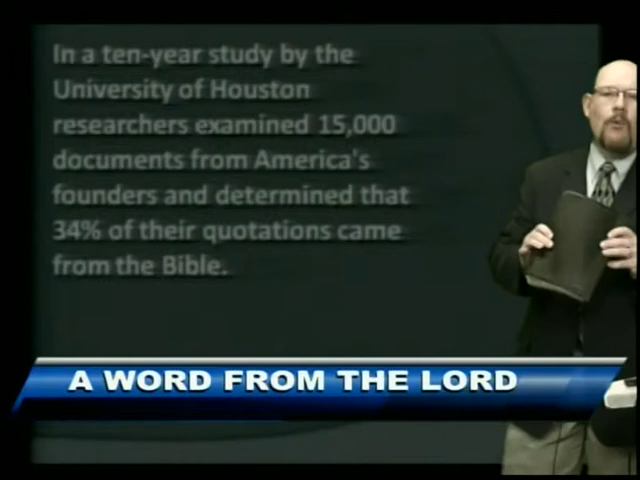 In a ten-year study by the
University of Houston
researchers examined 15,000
documents from America's
founders and determined that
34% of their quotations came
from the Bible.
A WORD FROM THE LORD